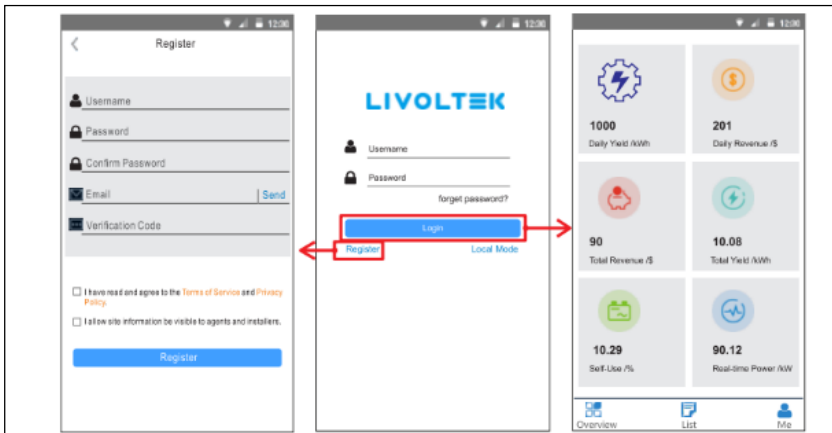 12:00
Register
Username
Password
Confirm Password
Email
Send
Verification Code
I have read and agree to the Terms of Service and Privacy
Policy.
I allow site information be visible to agents and installers.
Register
12:00
LIVOLTEK
Username
Password
forget password?
Login
Register
Local Mode
12:00
1000
Daily Yield /kWh
201
Daily Revenue /$
90
Total Revenue /$
10.08
Total Yield /kWh
10.29
Self-Use /%
90.12
Real-time Power /kW
Overview
List
Me